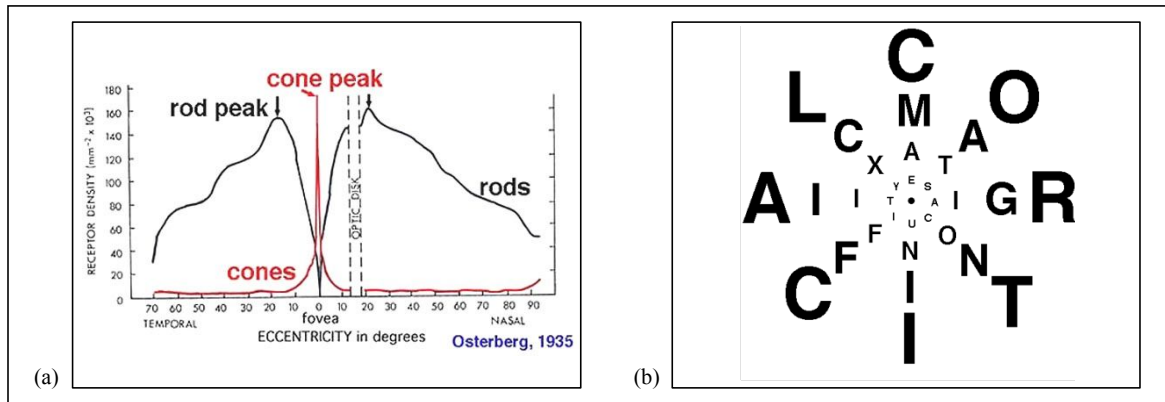 cone peak
rod peak
rods
cones
OPTIC DISK
RECEPTOR DENSITY (mm⁻² x 10³)
180
160
140
120
100
80
60
40
20
0
70 60 50 40 30 20 10 0 10 20 30 40 50 60 70 80 90
TEMPORAL fovea NASAL
ECCENTRICITY in degrees
Osterberg, 1935
(a)
C O R T I C A L
M A G N I F I C
A T I O N F I X
E S A C U I T Y
(b)